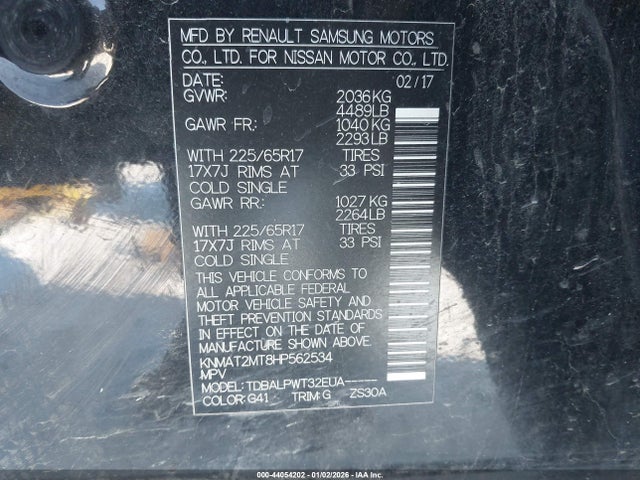 MFD BY RENAULT SAMSUNG MOTORS
CO., LTD. FOR NISSAN MOTOR CO., LTD.
DATE: 02/17
GVWR: 2036KG
4489LB
GAWR FR: 1040KG
2293LB
WITH 225/65R17 TIRES
17X7J RIMS AT 33 PSI
COLD SINGLE
GAWR RR: 1027KG
2264LB
WITH 225/65R17 TIRES
17X7J RIMS AT 33 PSI
COLD SINGLE
THIS VEHICLE CONFORMS TO
ALL APPLICABLE FEDERAL
MOTOR VEHICLE SAFETY AND
THEFT PREVENTION STANDARDS
IN EFFECT ON THE DATE OF
MANUFACTURE SHOWN ABOVE.
KNMAT2MT8HP562534
MPV
MODEL: TDBALPWT32EUA-----
COLOR: G41 TRIM: G ZS30A
000-44054202 - 01/02/2026 - IAA Inc.